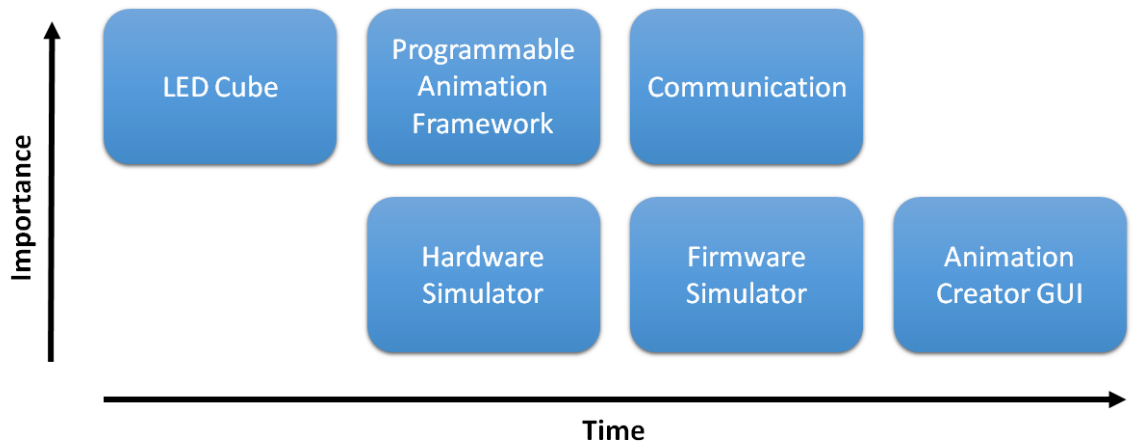 LED Cube
Programmable
Animation
Framework
Communication
Hardware
Simulator
Firmware
Simulator
Animation
Creator GUI
Importance
Time